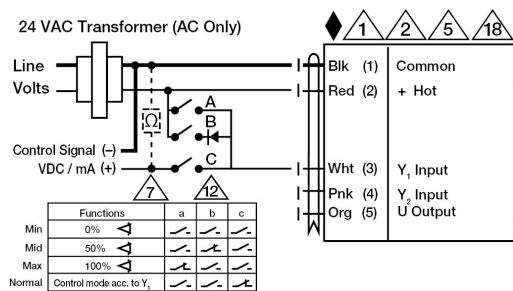 24 VAC Transformer (AC Only)
1 2 5 18
Line
Volts
Blk (1) Common
Red (2) + Hot
A
B
C
Ω
Control Signal (–)
VDC / mA (+)
Wht (3) Y1 Input
Pnk (4) Y2 Input
Org (5) U Output
7 12
Functions a b c
Min 0%
Mid 50%
Max 100%
Normal Control mode acc. to Y1